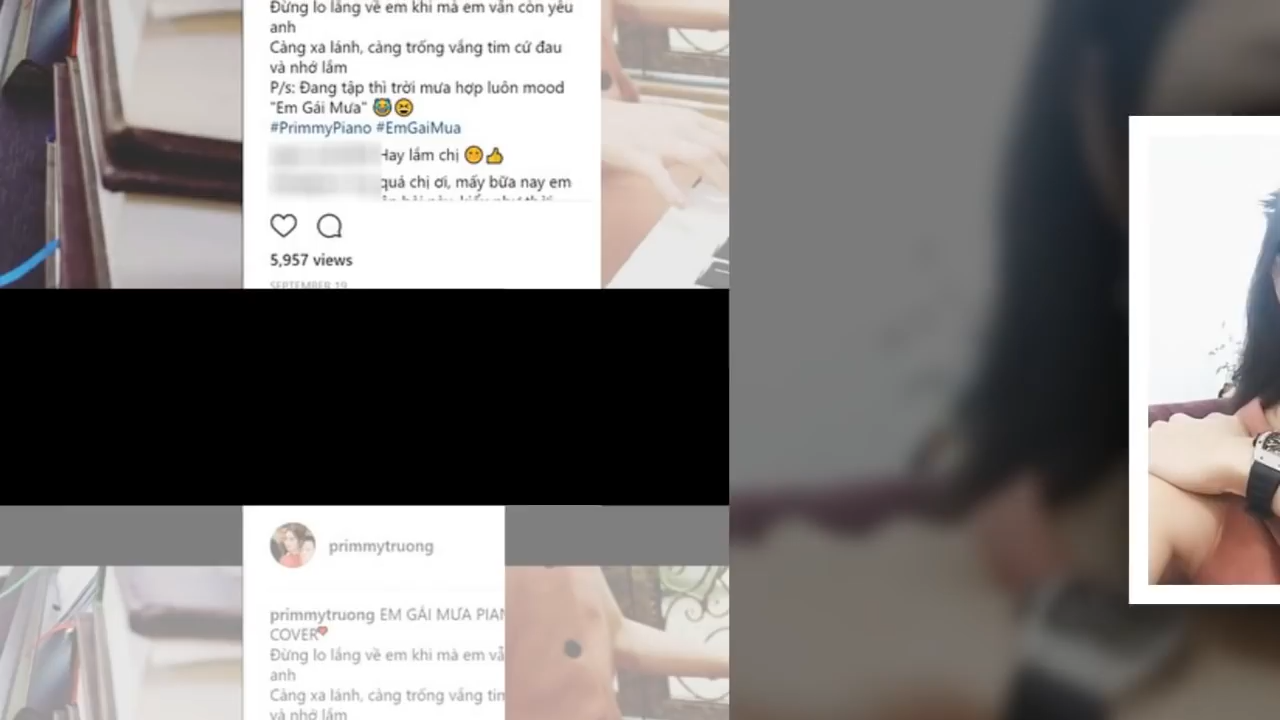 Đừng lo lắng về em khi mà em vẫn còn yêu
anh
Càng xa lánh, càng trống vắng tim cứ đau
và nhớ lắm
P/s: Đang tập thì trời mưa hợp luôn mood
"Em Gái Mưa" 😂😆
#PrimmyPiano #EmGaiMua
Hay lắm chị 😶👍
quá chị ơi, mấy bữa nay em
5,957 views
SEPTEMBER 19
primmytruong
primmytruong EM GÁI MƯA PIAN
COVER❤
Đừng lo lắng về em khi mà em vẫ
anh
Càng xa lánh, càng trống vắng tim
và nhớ lắm